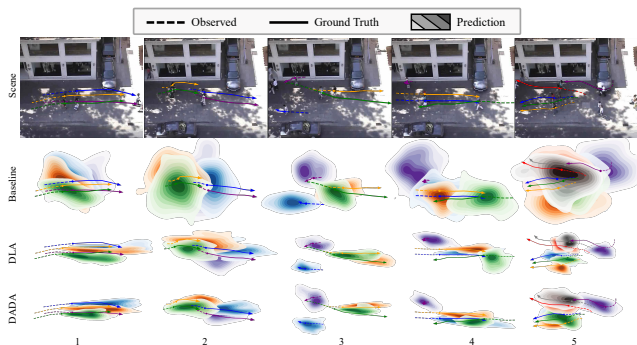 Observed Ground Truth Prediction
Scene
Baseline
DLA
DADA
1 2 3 4 5